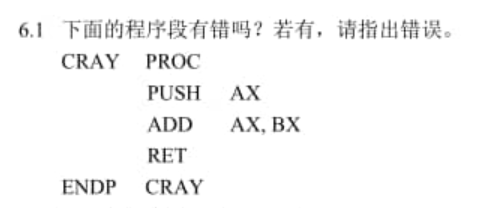 6.1 下面的程序段有错吗？若有，请指出错误。
CRAY PROC
PUSH AX
ADD AX, BX
RET
ENDP CRAY